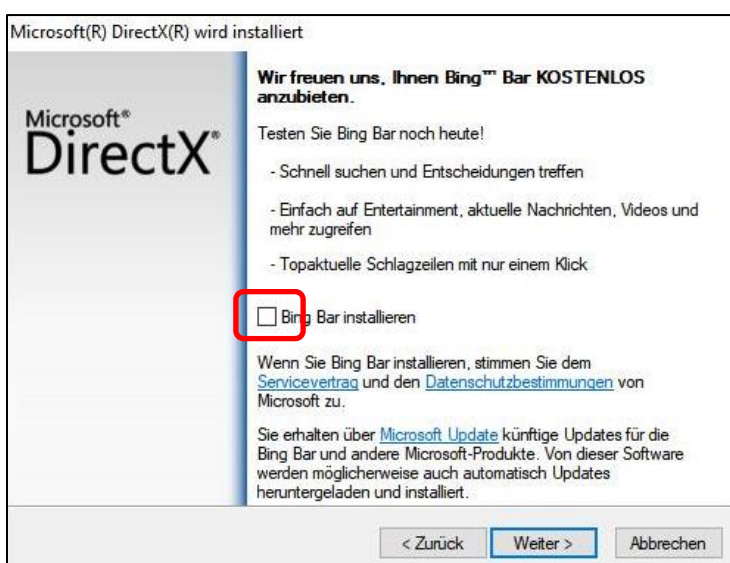 Microsoft(R) DirectX(R) wird installiert
Microsoft®
DirectX®
Wir freuen uns, Ihnen Bing™ Bar KOSTENLOS
anzubieten.
Testen Sie Bing Bar noch heute!
- Schnell suchen und Entscheidungen treffen
- Einfach auf Entertainment, aktuelle Nachrichten, Videos und
mehr zugreifen
- Topaktuelle Schlagzeilen mit nur einem Klick
Bing Bar installieren
Wenn Sie Bing Bar installieren, stimmen Sie dem
Servicevertrag und den Datenschutzbestimmungen von
Microsoft zu.
Sie erhalten über Microsoft Update künftige Updates für die
Bing Bar und andere Microsoft-Produkte. Von dieser Software
werden möglicherweise auch automatisch Updates
heruntergeladen und installiert.
< Zurück Weiter > Abbrechen